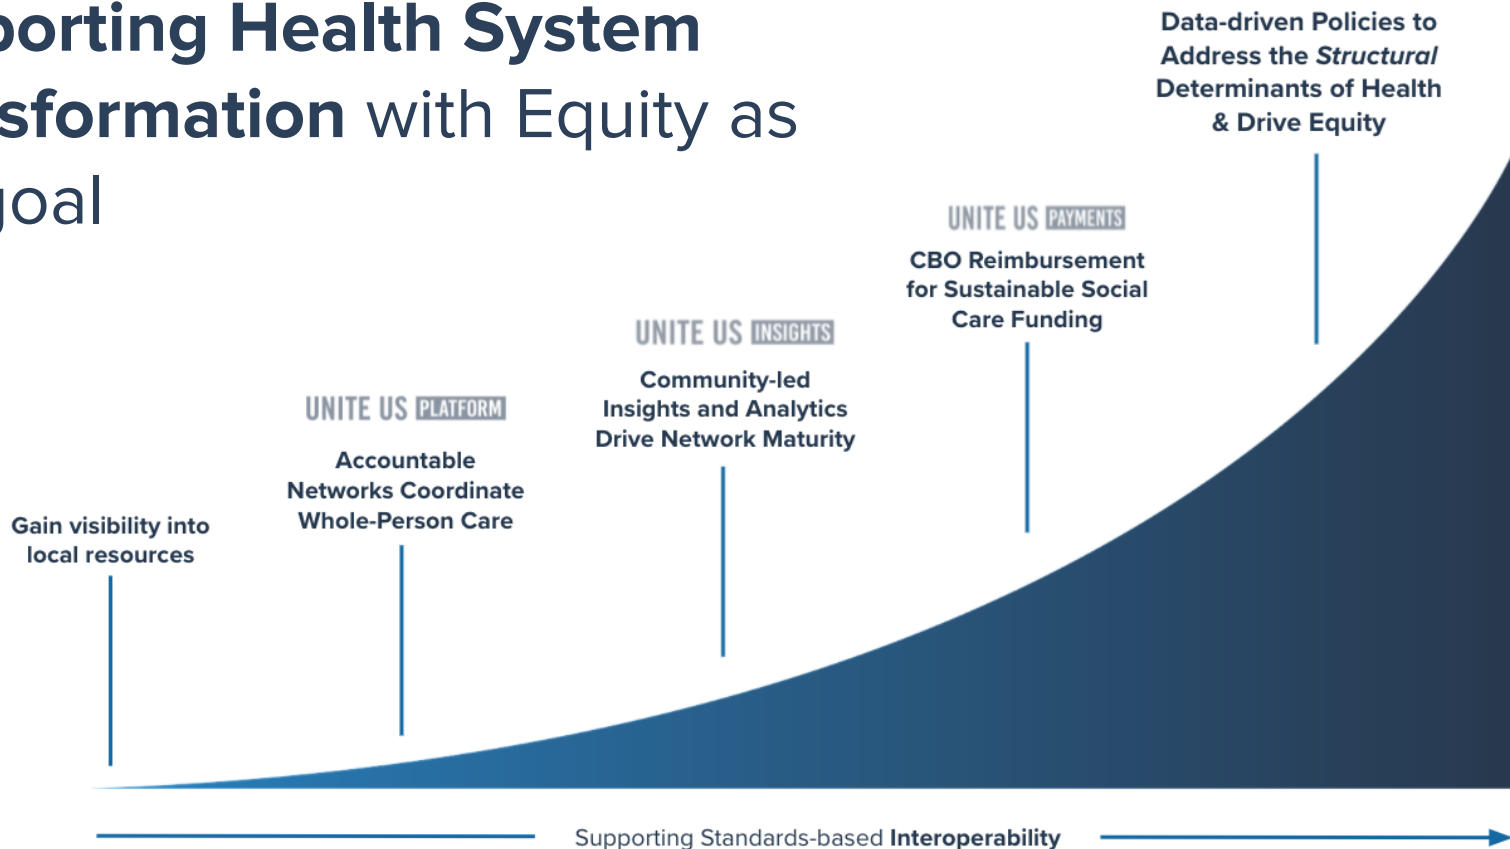 porting Health System
sformation with Equity as
goal
Data-driven Policies to
Address the Structural
Determinants of Health
& Drive Equity
UNITE US PAYMENTS
CBO Reimbursement
for Sustainable Social
Care Funding
UNITE US INSIGHTS
Community-led
Insights and Analytics
Drive Network Maturity
UNITE US PLATFORM
Accountable
Networks Coordinate
Whole-Person Care
Gain visibility into
local resources
Supporting Standards-based Interoperability